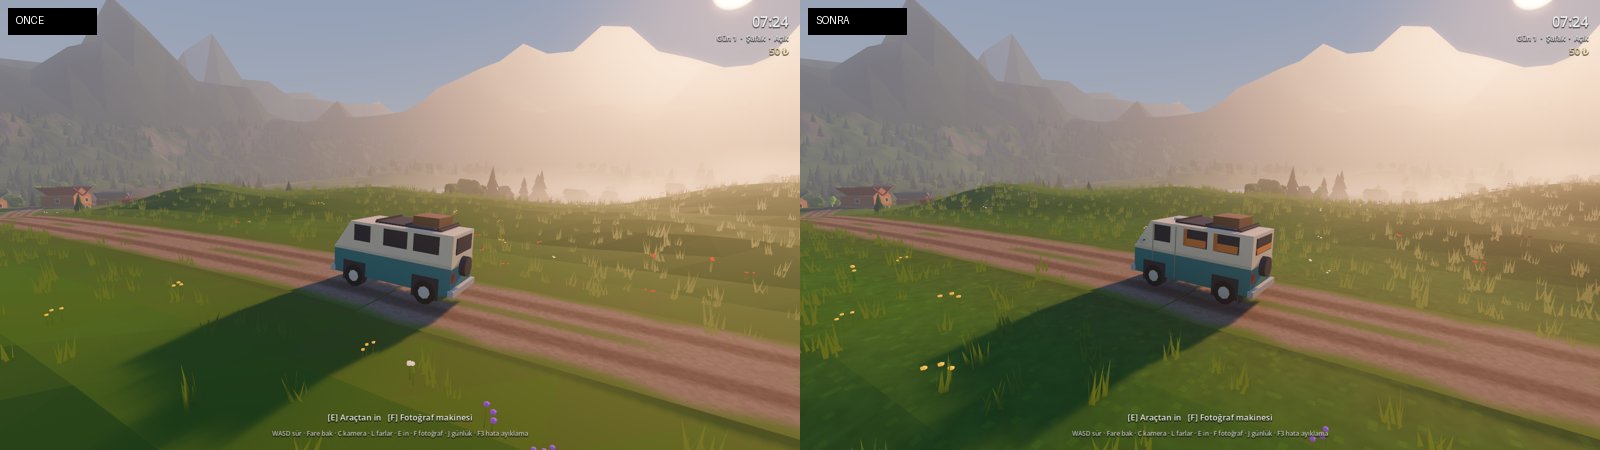 ONCE
07:24
Gün 1 · Şafak · Açık
50 ₺
[E] Araçtan in [F] Fotoğraf makinesi
WASD sür · Fare bak · C kamera · L farlar · E in · F fotoğraf · J günlük · F3 hata ayıklama
SONRA
07:24
Gün 1 · Şafak · Açık
50 ₺
[E] Araçtan in [F] Fotoğraf makinesi
WASD sür · Fare bak · C kamera · L farlar · E in · F fotoğraf · J günlük · F3 hata ayıklama